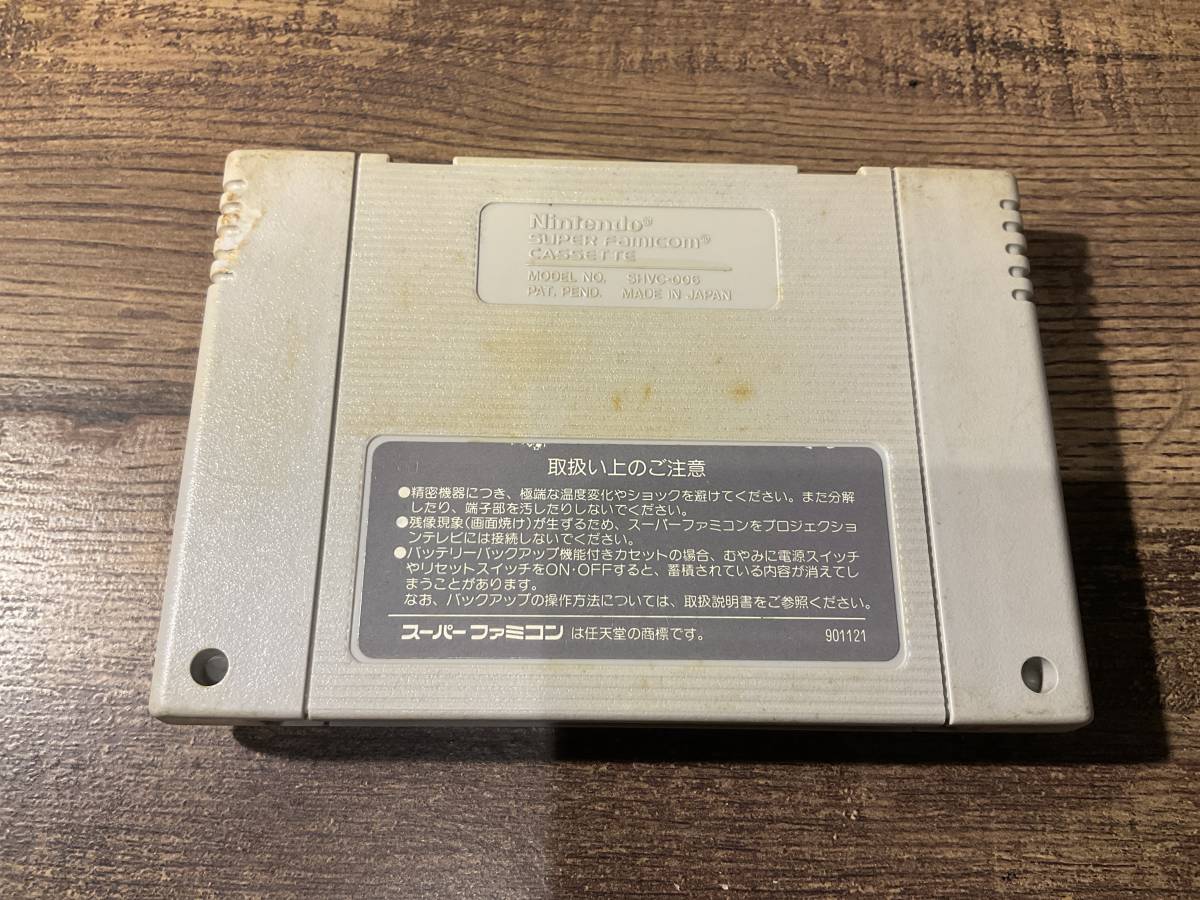 Nintendo®
SUPER Famicom®
CASSETTE
MODEL NO. SHVC-006
PAT. PEND. MADE IN JAPAN
取扱い上のご注意
●精密機器につき、極端な温度変化やショックを避けてください。また分解
したり、端子部を汚したりしないでください。
●残像現象(画面焼け)が生ずるため、スーパーファミコンをプロジェクショ
ンテレビには接続しないでください。
●バッテリーバックアップ機能付きカセットの場合、むやみに電源スイッチ
やリセットスイッチをON・OFFすると、蓄積されている内容が消えてし
まうことがあります。
なお、バックアップの操作方法については、取扱説明書をご参照ください。
スーパーファミコン は任天堂の商標です。 901121